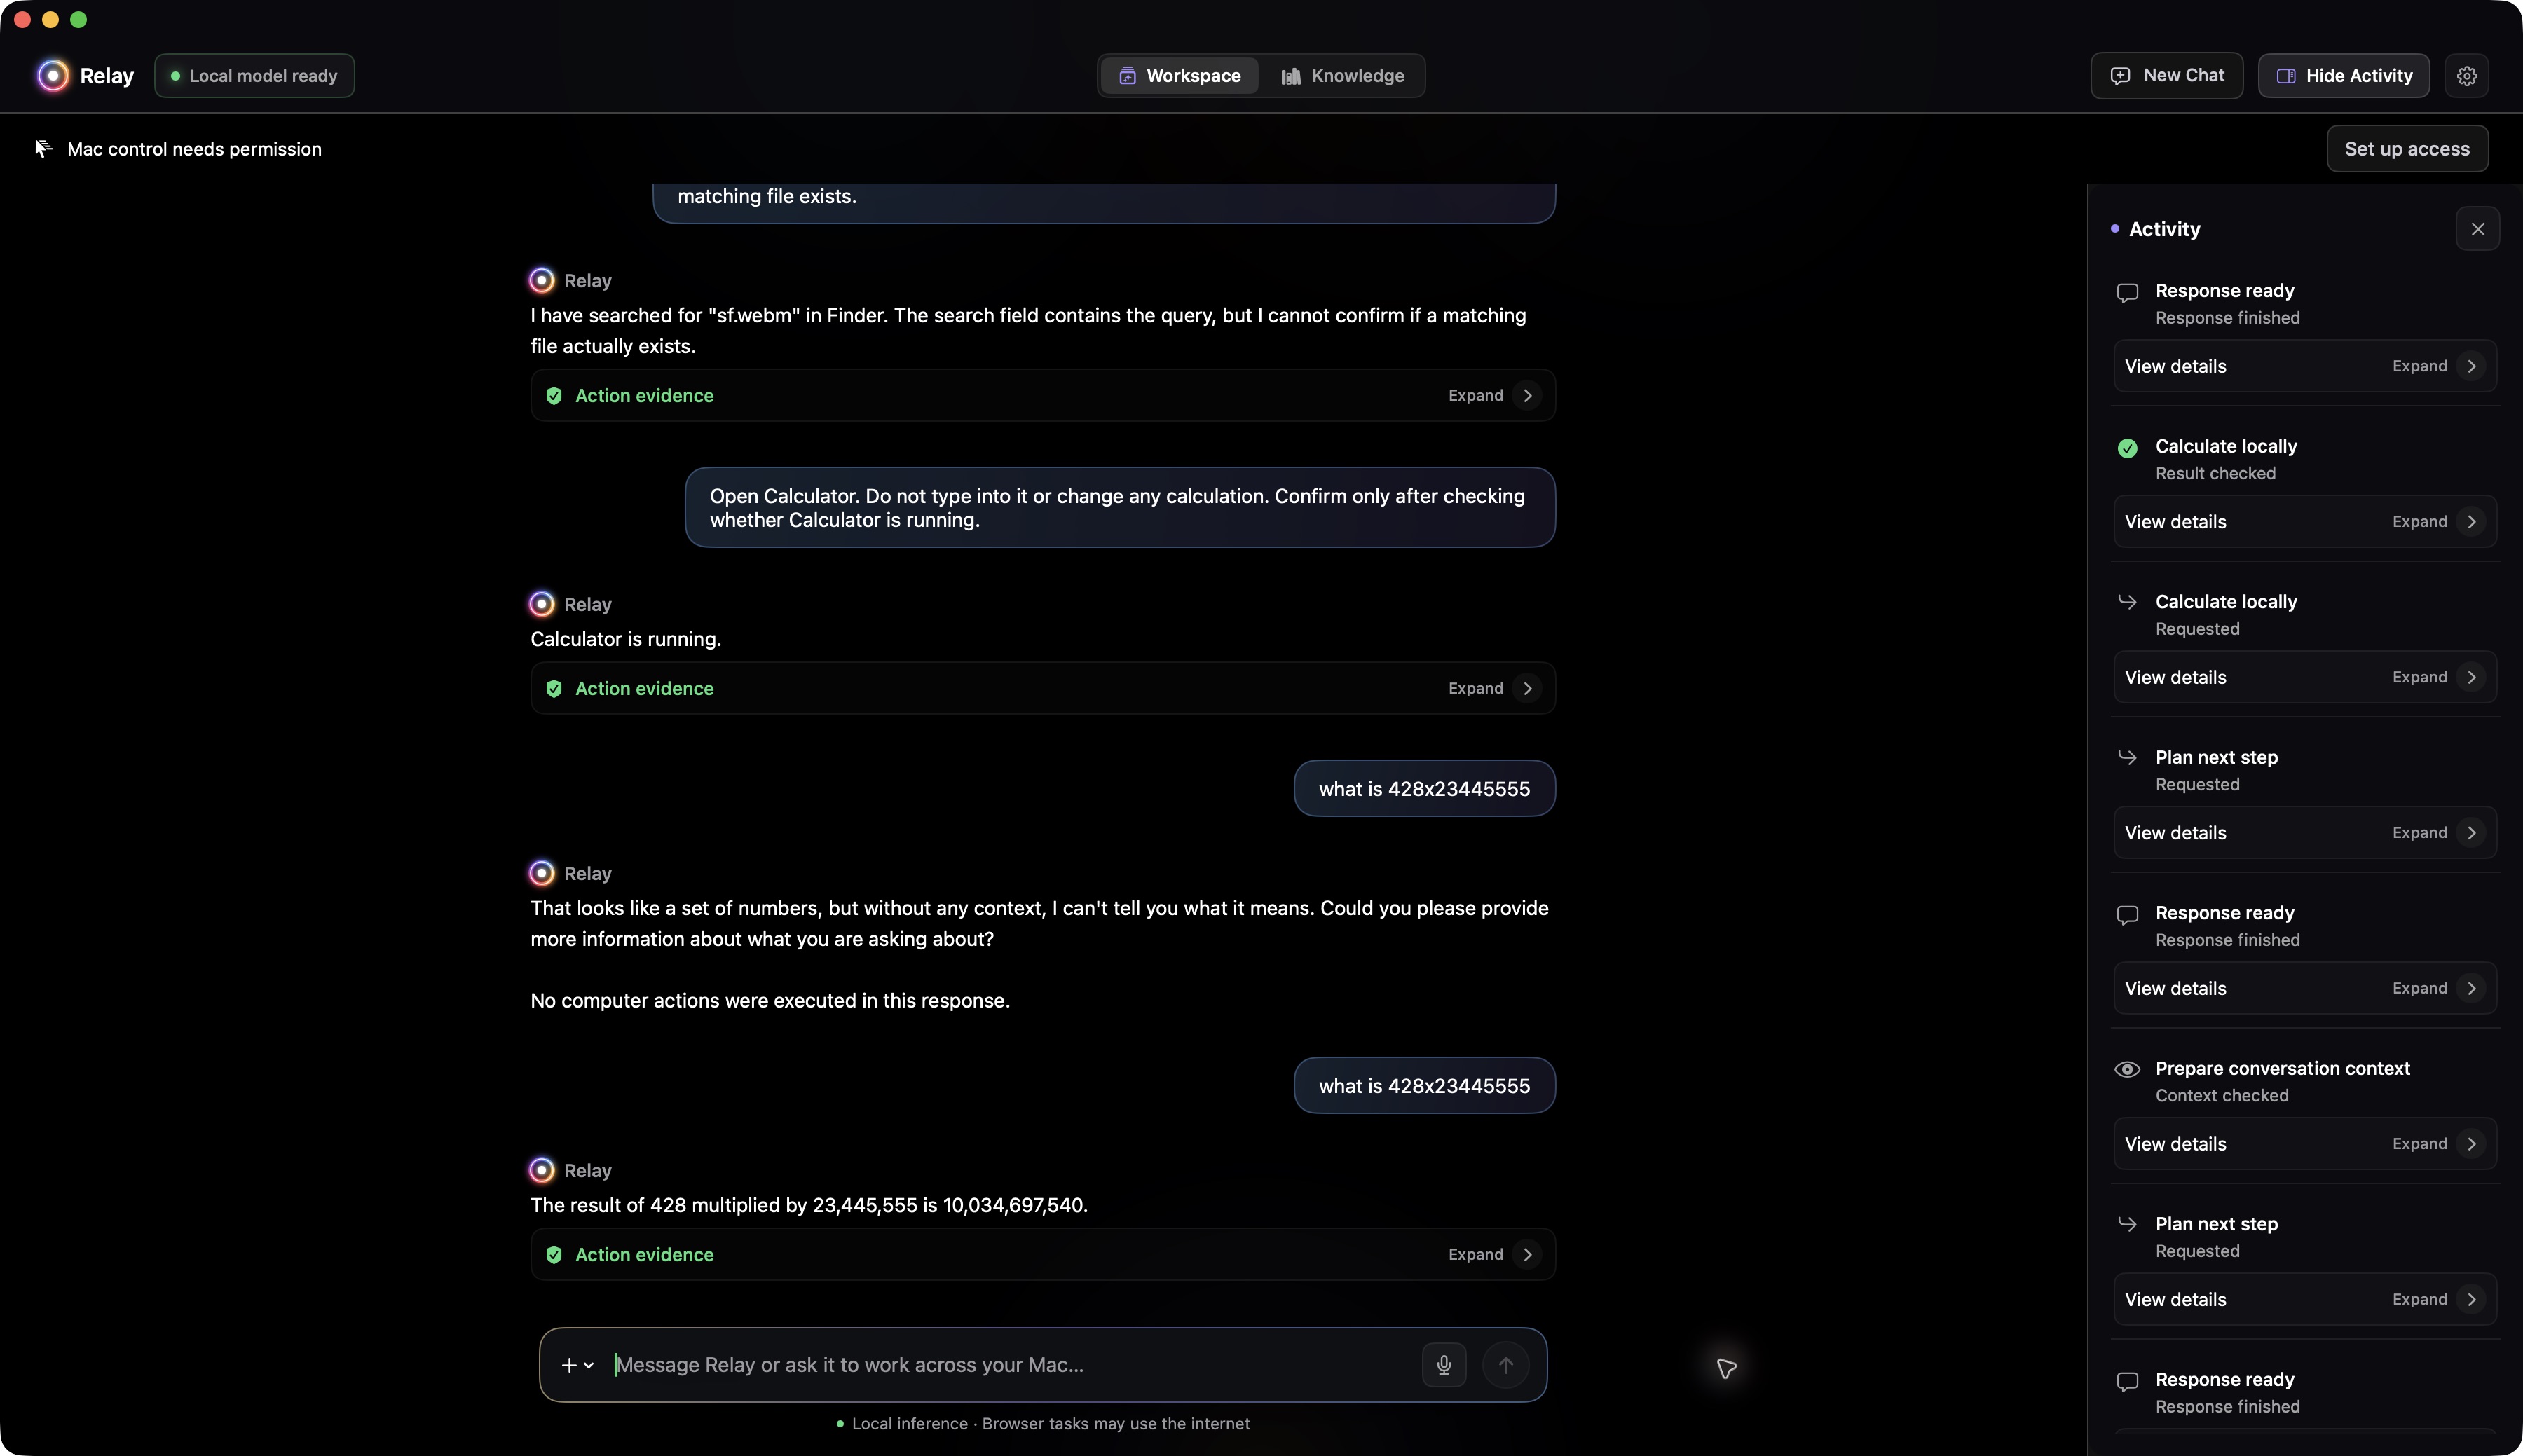 Relay
Local model ready
Workspace
Knowledge
New Chat
Hide Activity
Mac control needs permission
Set up access
matching file exists.
Relay
I have searched for "sf.webm" in Finder. The search field contains the query, but I cannot confirm if a matching
file actually exists.
Action evidence
Expand
Open Calculator. Do not type into it or change any calculation. Confirm only after checking
whether Calculator is running.
Relay
Calculator is running.
Action evidence
Expand
what is 428x23445555
Relay
That looks like a set of numbers, but without any context, I can't tell you what it means. Could you please provide
more information about what you are asking about?
No computer actions were executed in this response.
what is 428x23445555
Relay
The result of 428 multiplied by 23,445,555 is 10,034,697,540.
Action evidence
Expand
Message Relay or ask it to work across your Mac...
Local inference · Browser tasks may use the internet
Activity
Response ready
Response finished
View details
Expand
Calculate locally
Result checked
View details
Expand
Calculate locally
Requested
View details
Expand
Plan next step
Requested
View details
Expand
Response ready
Response finished
View details
Expand
Prepare conversation context
Context checked
View details
Expand
Plan next step
Requested
View details
Expand
Response ready
Response finished